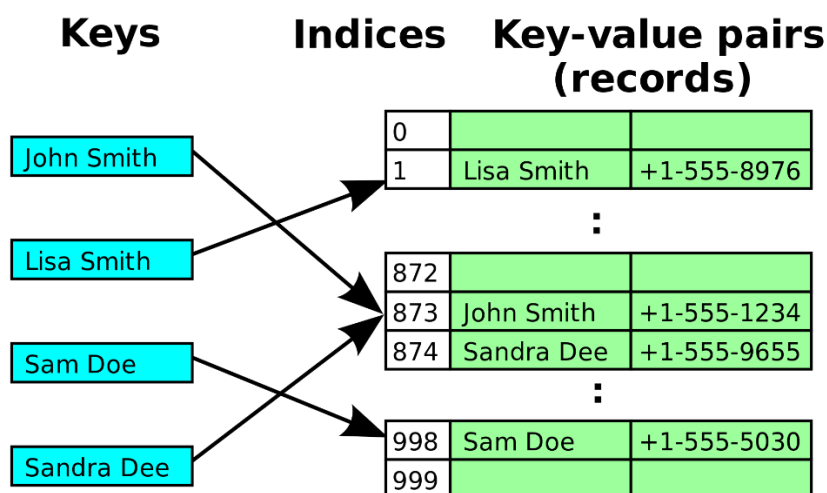 Keys
Indices
Key-value pairs
(records)
John Smith
Lisa Smith
Sam Doe
Sandra Dee
0
1 Lisa Smith +1-555-8976
:
872
873 John Smith +1-555-1234
874 Sandra Dee +1-555-9655
:
998 Sam Doe +1-555-5030
999